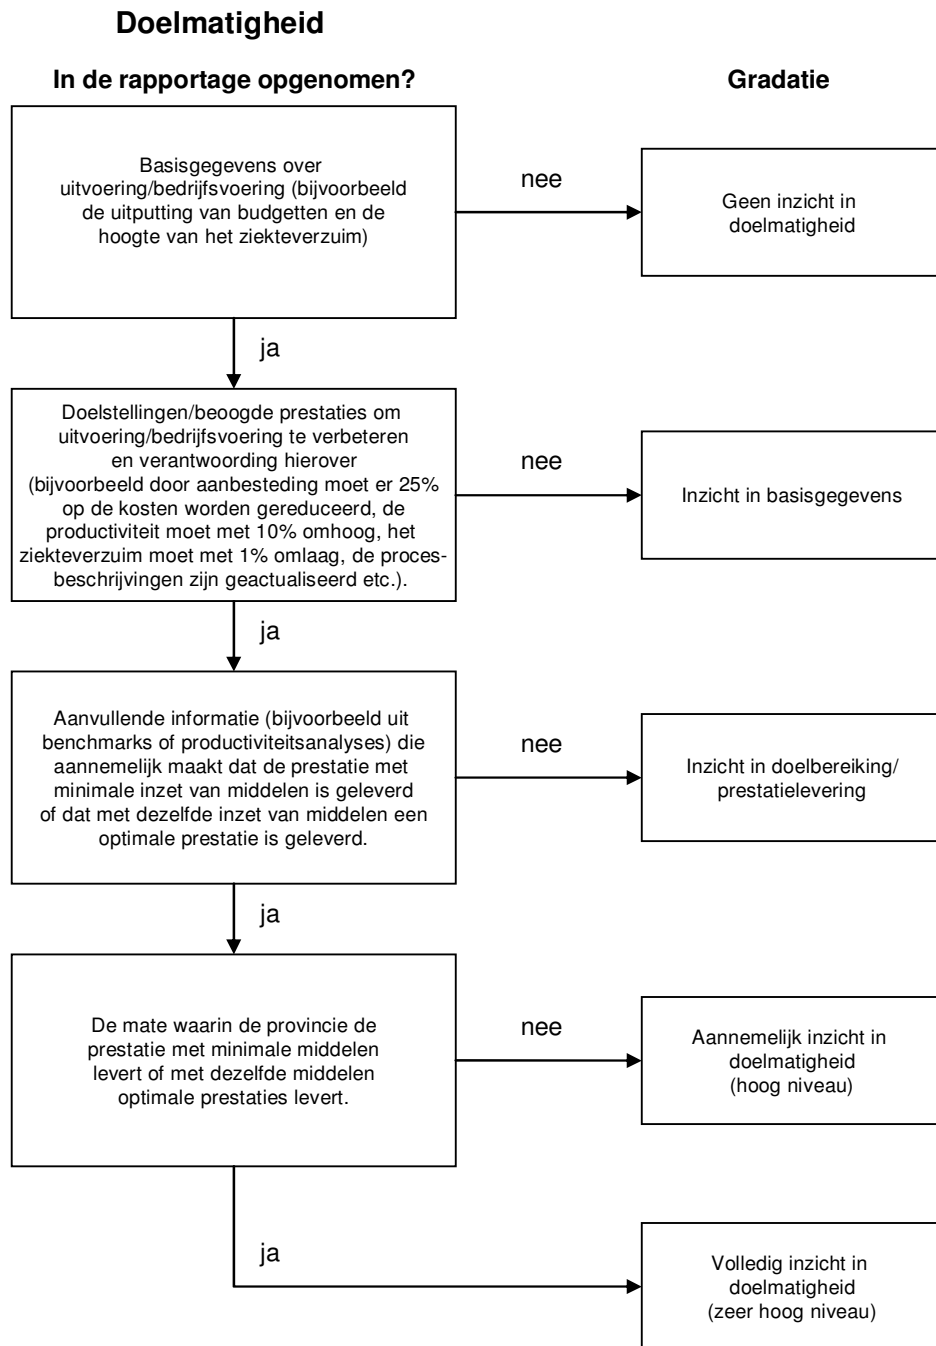 Doelmatigheid
In de rapportage opgenomen?
Gradatie
Basisgegevens over
uitvoering/bedrijfsvoering (bijvoorbeeld
de uitputting van budgetten en de
hoogte van het ziekteverzuim)
nee
Geen inzicht in
doelmatigheid
ja
Doelstellingen/beoogde prestaties om
uitvoering/bedrijfsvoering te verbeteren
en verantwoording hierover
(bijvoorbeeld door aanbesteding moet er 25%
op de kosten worden gereduceerd, de
productiviteit moet met 10% omhoog, het
ziekteverzuim moet met 1% omlaag, de proces-
beschrijvingen zijn geactualiseerd etc.).
nee
Inzicht in basisgegevens
ja
Aanvullende informatie (bijvoorbeeld uit
benchmarks of productiviteitsanalyses) die
aannemelijk maakt dat de prestatie met
minimale inzet van middelen is geleverd
of dat met dezelfde inzet van middelen een
optimale prestatie is geleverd.
nee
Inzicht in doelbereiking/
prestatielevering
ja
De mate waarin de provincie de
prestatie met minimale middelen
levert of met dezelfde middelen
optimale prestaties levert.
nee
Aannemelijk inzicht in
doelmatigheid
(hoog niveau)
ja
Volledig inzicht in
doelmatigheid
(zeer hoog niveau)